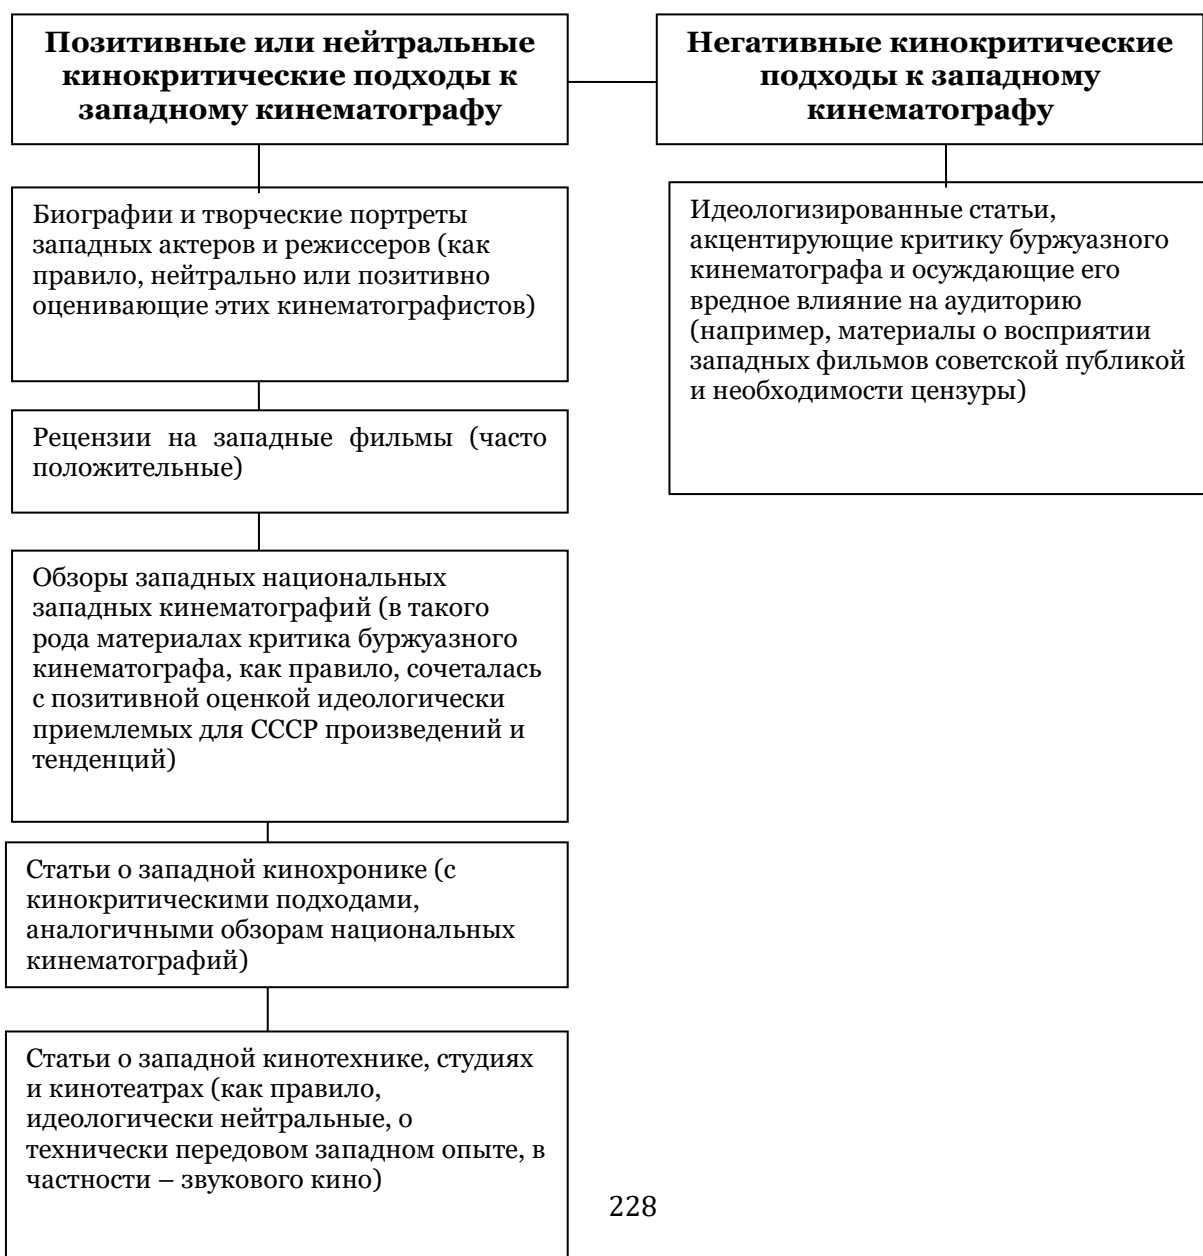 Позитивные или нейтральные
кинокритические подходы к
западному кинематографу
Негативные кинокритические
подходы к западному
кинематографу
Биографии и творческие портреты
западных актеров и режиссеров (как
правило, нейтрально или позитивно
оценивающие этих кинематографистов)
Идеологизированные статьи,
акцентирующие критику буржуазного
кинематографа и осуждающие его
вредное влияние на аудиторию
(например, материалы о восприятии
западных фильмов советской публикой
и необходимости цензуры)
Рецензии на западные фильмы (часто
положительные)
Обзоры западных национальных
западных кинематографий (в такого
рода материалах критика буржуазного
кинематографа, как правило, сочеталась
с позитивной оценкой идеологически
приемлемых для СССР произведений и
тенденций)
Статьи о западной кинохронике (с
кинокритическими подходами,
аналогичными обзорам национальных
кинематографий)
Статьи о западной кинотехнике, студиях
и кинотеатрах (как правило,
идеологически нейтральные, о
технически передовом западном опыте, в
частности – звукового кино)
228